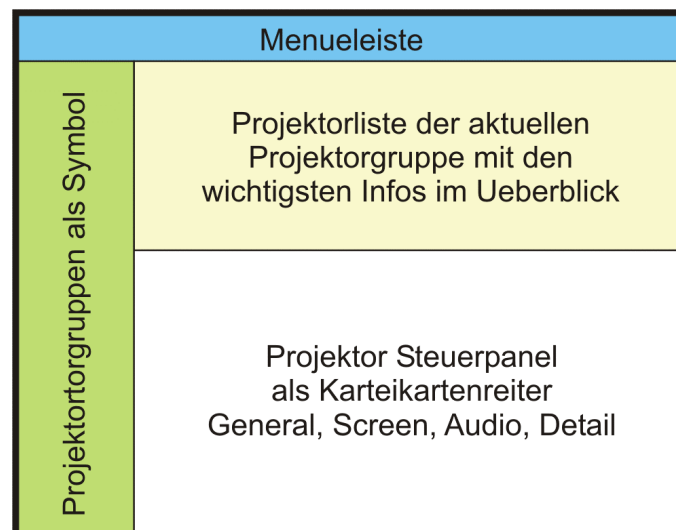 Menueleiste
Projektortorgruppen als Symbol
Projektorliste der aktuellen
Projektorgruppe mit den
wichtigsten Infos im Ueberblick
Projektor Steuerpanel
als Karteikartenreiter
General, Screen, Audio, Detail